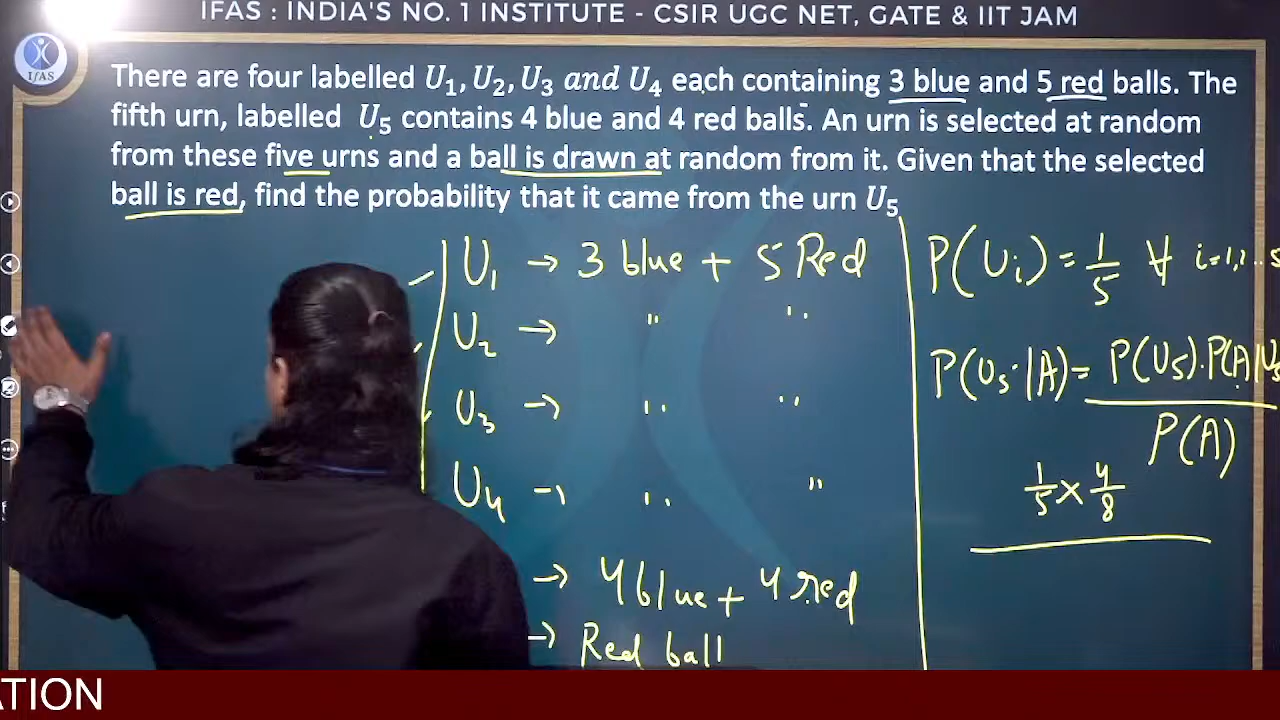 IFAS : INDIA'S NO. 1 INSTITUTE - CSIR UGC NET, GATE & IIT JAM
IFAS
There are four labelled U₁, U₂, U₃ and U₄ each containing 3 blue and 5 red balls. The
fifth urn, labelled U₅ contains 4 blue and 4 red balls. An urn is selected at random
from these five urns and a ball is drawn at random from it. Given that the selected
ball is red, find the probability that it came from the urn U₅
U₁ → 3 blue + 5 Red
U₂ → " "
U₃ → " "
U₄ → " "
→ 4 blue + 4 red
→ Red ball
P(Uᵢ) = 1/5 ∀ i=1,2..5
P(U₅|A) = P(U₅).P(A|U₅
P(A)
1/5 × 4/8
ATION